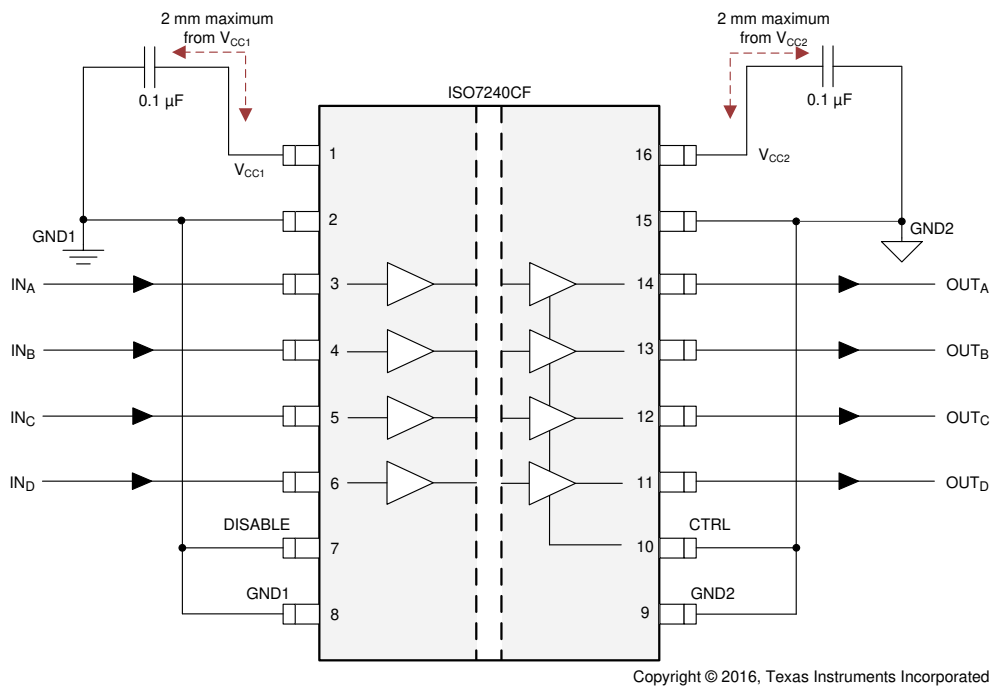 2 mm maximum
from VCC1
2 mm maximum
from VCC2
0.1 µF
0.1 µF
ISO7240CF
1
16
VCC1
VCC2
2
15
GND1
GND2
INA
3
14
OUTA
INB
4
13
OUTB
INC
5
12
OUTC
IND
6
11
OUTD
DISABLE
CTRL
7
10
GND1
GND2
8
9
Copyright © 2016, Texas Instruments Incorporated